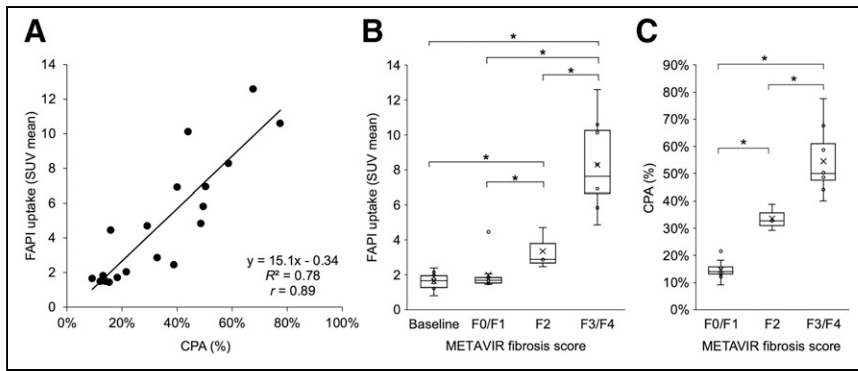 A
FAPI uptake (SUV mean)
14
12
10
8
6
4
2
0
0% 20% 40% 60% 80% 100%
CPA (%)
y = 15.1x - 0.34
R² = 0.78
r = 0.89
B
FAPI uptake (SUV mean)
14
12
10
8
6
4
2
0
*
*
*
*
*
Baseline F0/F1 F2 F3/F4
METAVIR fibrosis score
C
CPA (%)
90%
80%
70%
60%
50%
40%
30%
20%
10%
0%
*
*
*
F0/F1 F2 F3/F4
METAVIR fibrosis score